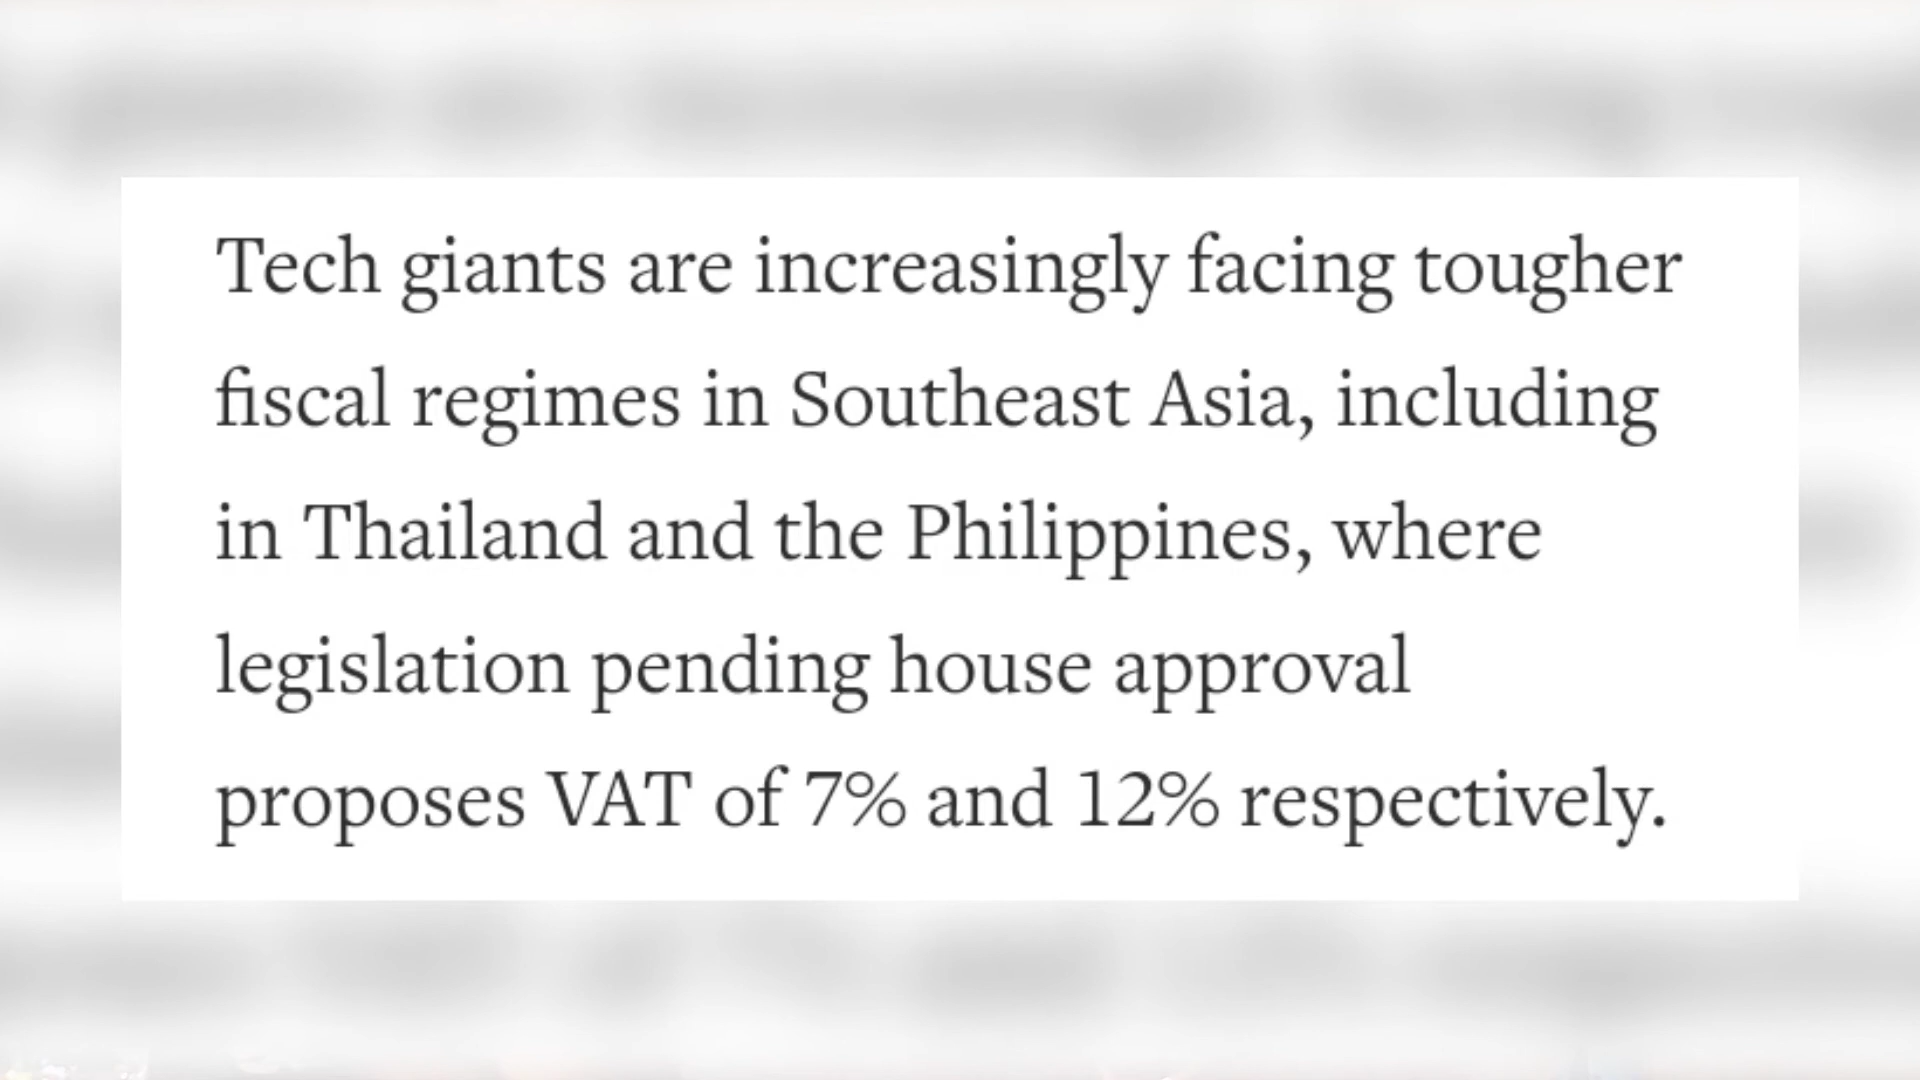 Tech giants are increasingly facing tougher
fiscal regimes in Southeast Asia, including
in Thailand and the Philippines, where
legislation pending house approval
proposes VAT of 7% and 12% respectively.